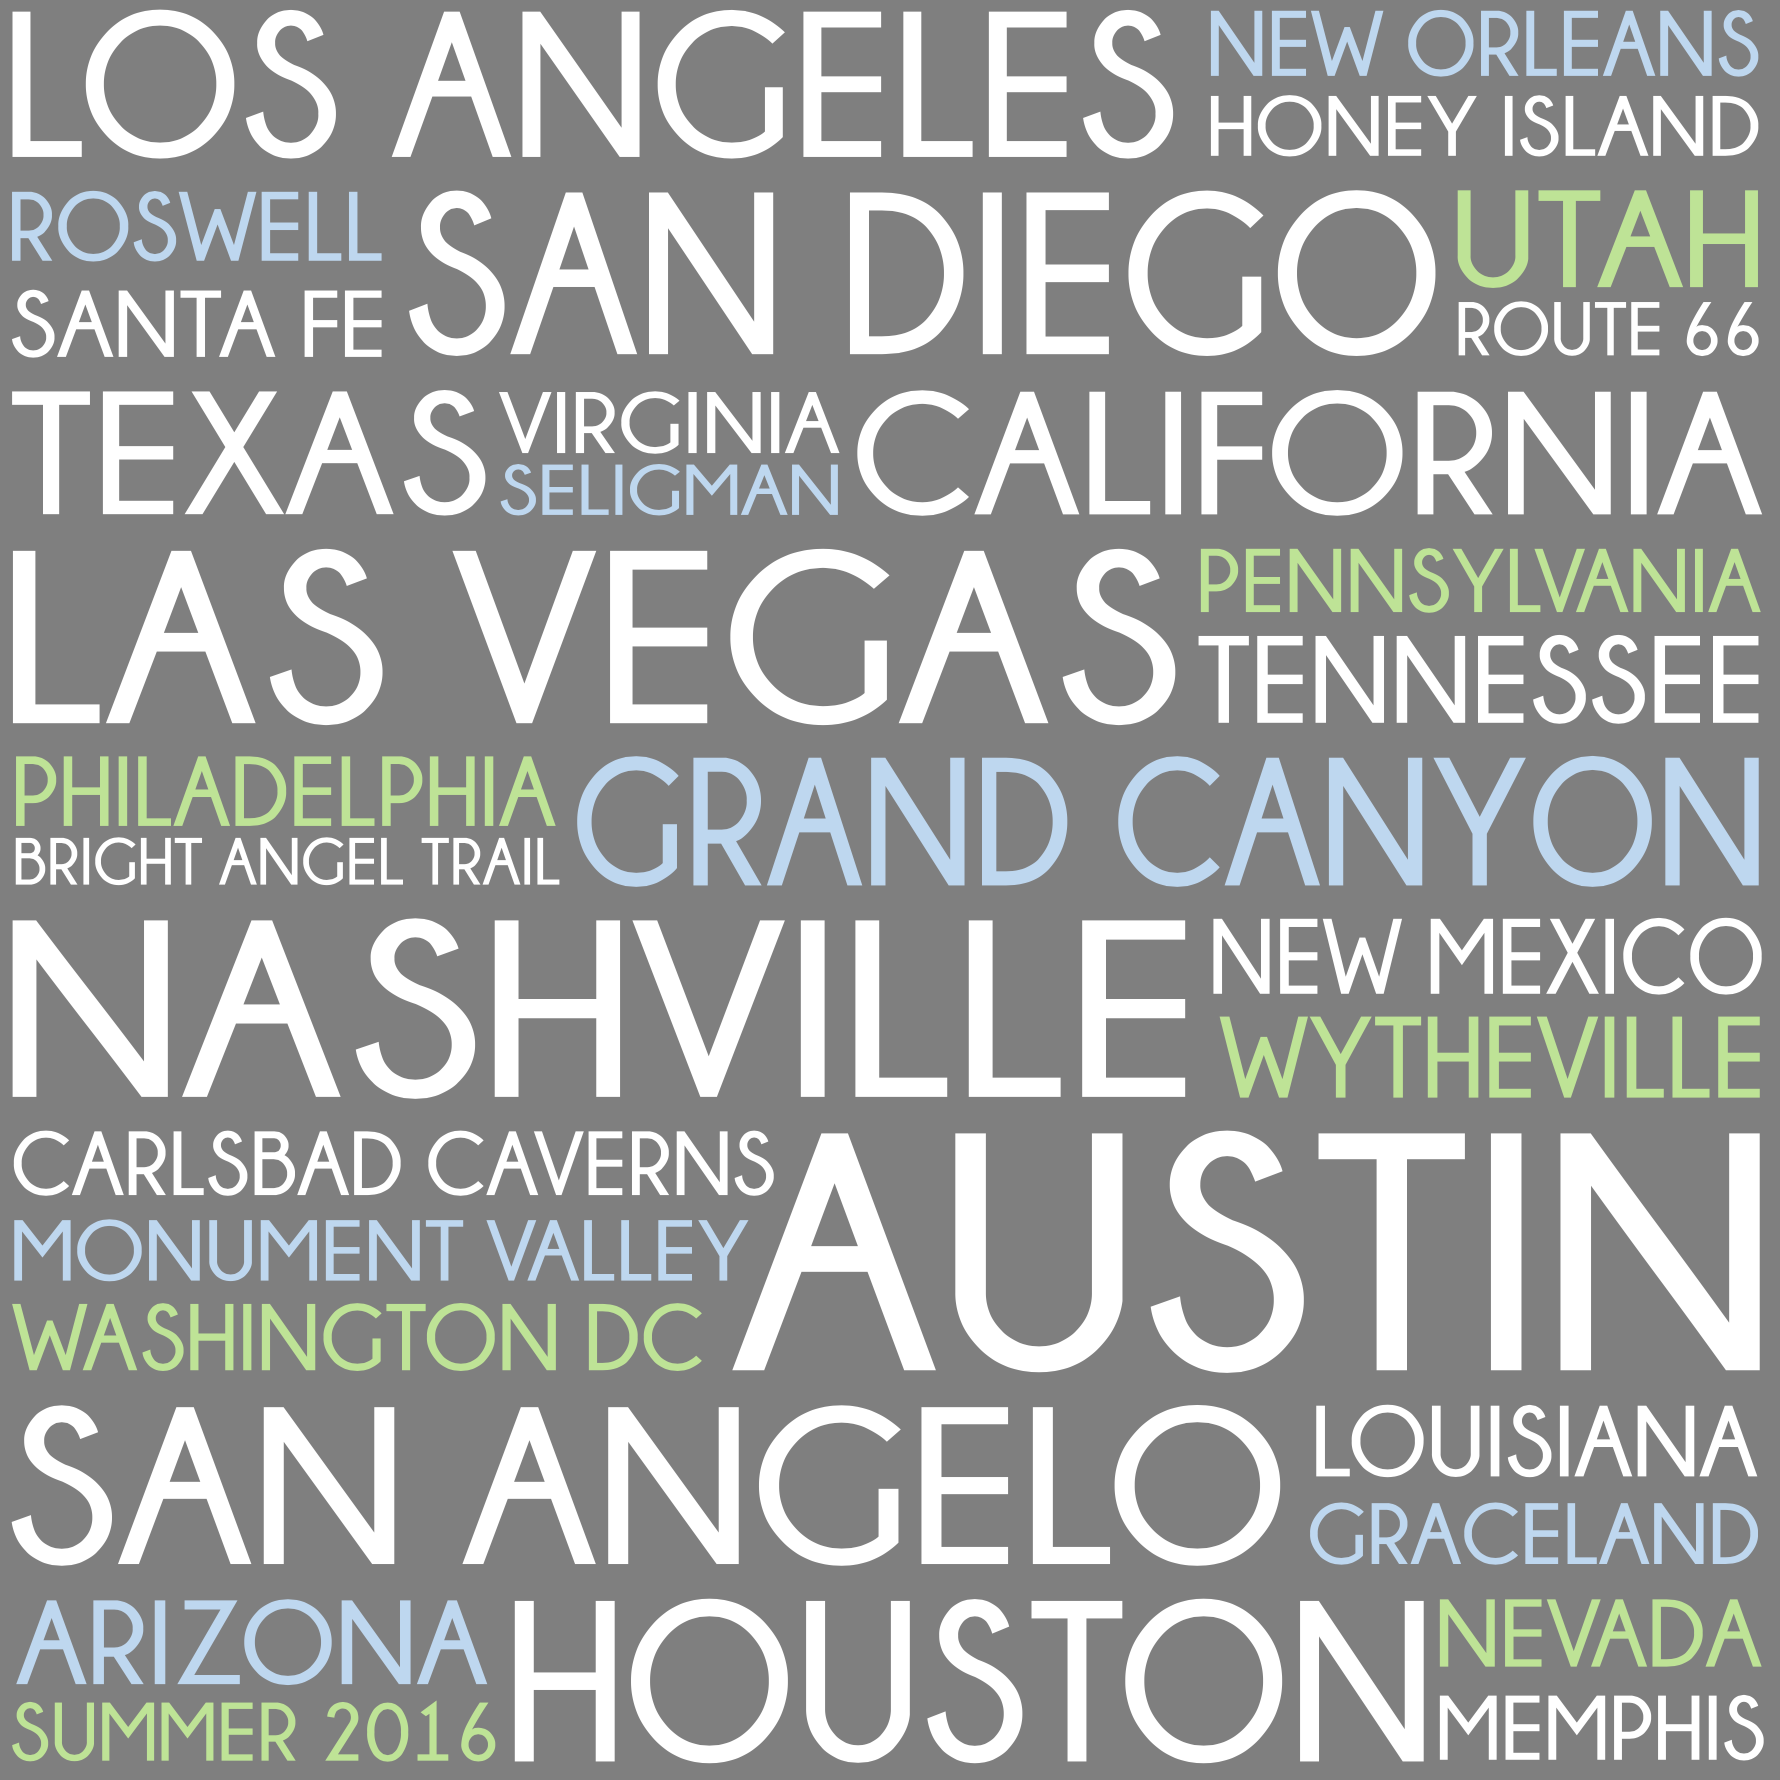 LOS ANGELES
NEW ORLEANS
HONEY ISLAND
ROSWELL
SANTA FE
SAN DIEGO
UTAH
ROUTE 66
TEXAS
VIRGINIA
SELIGMAN
CALIFORNIA
LAS VEGAS
PENNSYLVANIA
TENNESSEE
PHILADELPHIA
BRIGHT ANGEL TRAIL
GRAND CANYON
NASHVILLE
NEW MEXICO
WYTHEVILLE
CARLSBAD CAVERNS
MONUMENT VALLEY
WASHINGTON DC
AUSTIN
SAN ANGELO
LOUISIANA
GRACELAND
ARIZONA
SUMMER 2016
HOUSTON
NEVADA
MEMPHIS